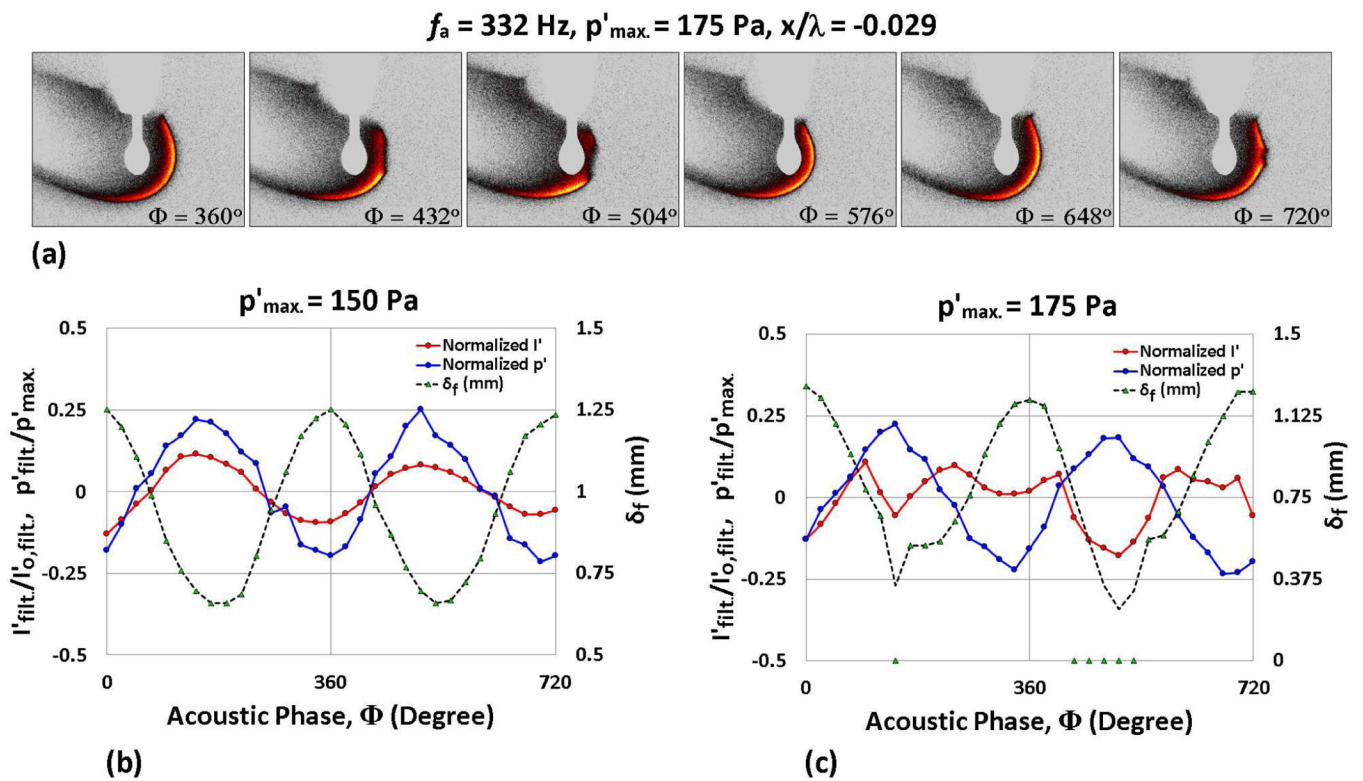 fa = 332 Hz, p'max. = 175 Pa, x/λ = -0.029
Φ = 360° Φ = 432° Φ = 504° Φ = 576° Φ = 648° Φ = 720°
(a)
p'max. = 150 Pa
0.5 1.5
Normalized I'
Normalized p'
δf (mm)
0.25 1.25
0 1
-0.25 0.75
-0.5 0.5
0 360 720
I'filt./I'o,filt., p'filt./p'max.
δf (mm)
Acoustic Phase, Φ (Degree)
(b)
p'max. = 175 Pa
0.5 1.5
Normalized I'
Normalized p'
δf (mm)
0.25 1.125
0 0.75
-0.25 0.375
-0.5 0
0 360 720
I'filt./I'o,filt., p'filt./p'max.
δf (mm)
Acoustic Phase, Φ (Degree)
(c)